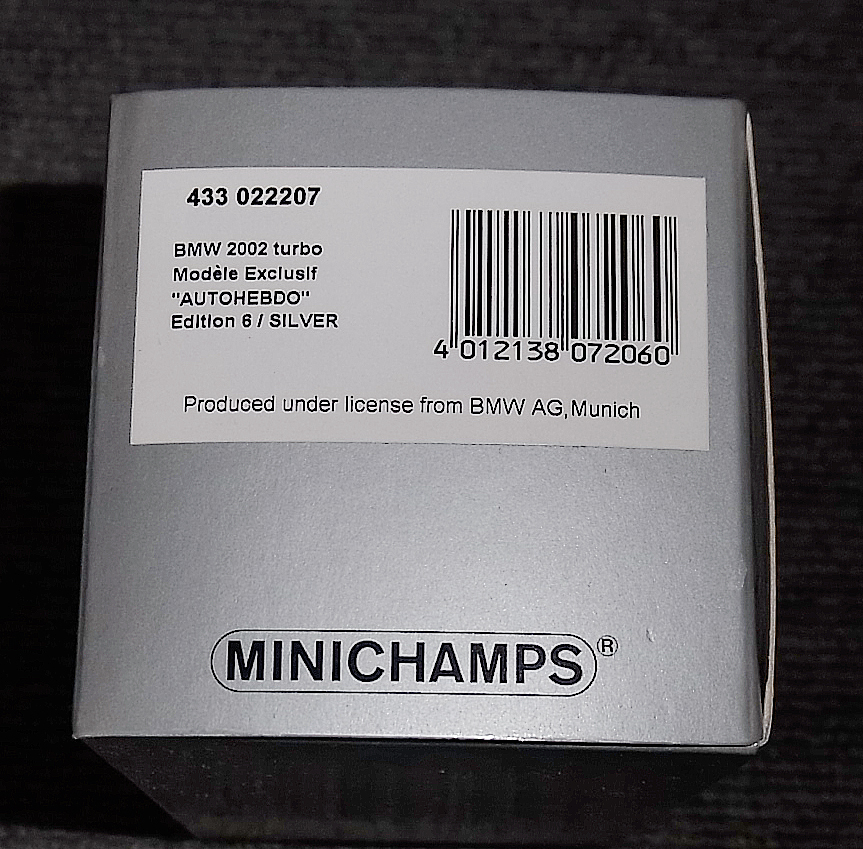 433 022207
BMW 2002 turbo
Modèle Exclusif
"AUTOHEBDO"
Edition 6 / SILVER
4 012138 072060
Produced under license from BMW AG, Munich
MINICHAMPS®